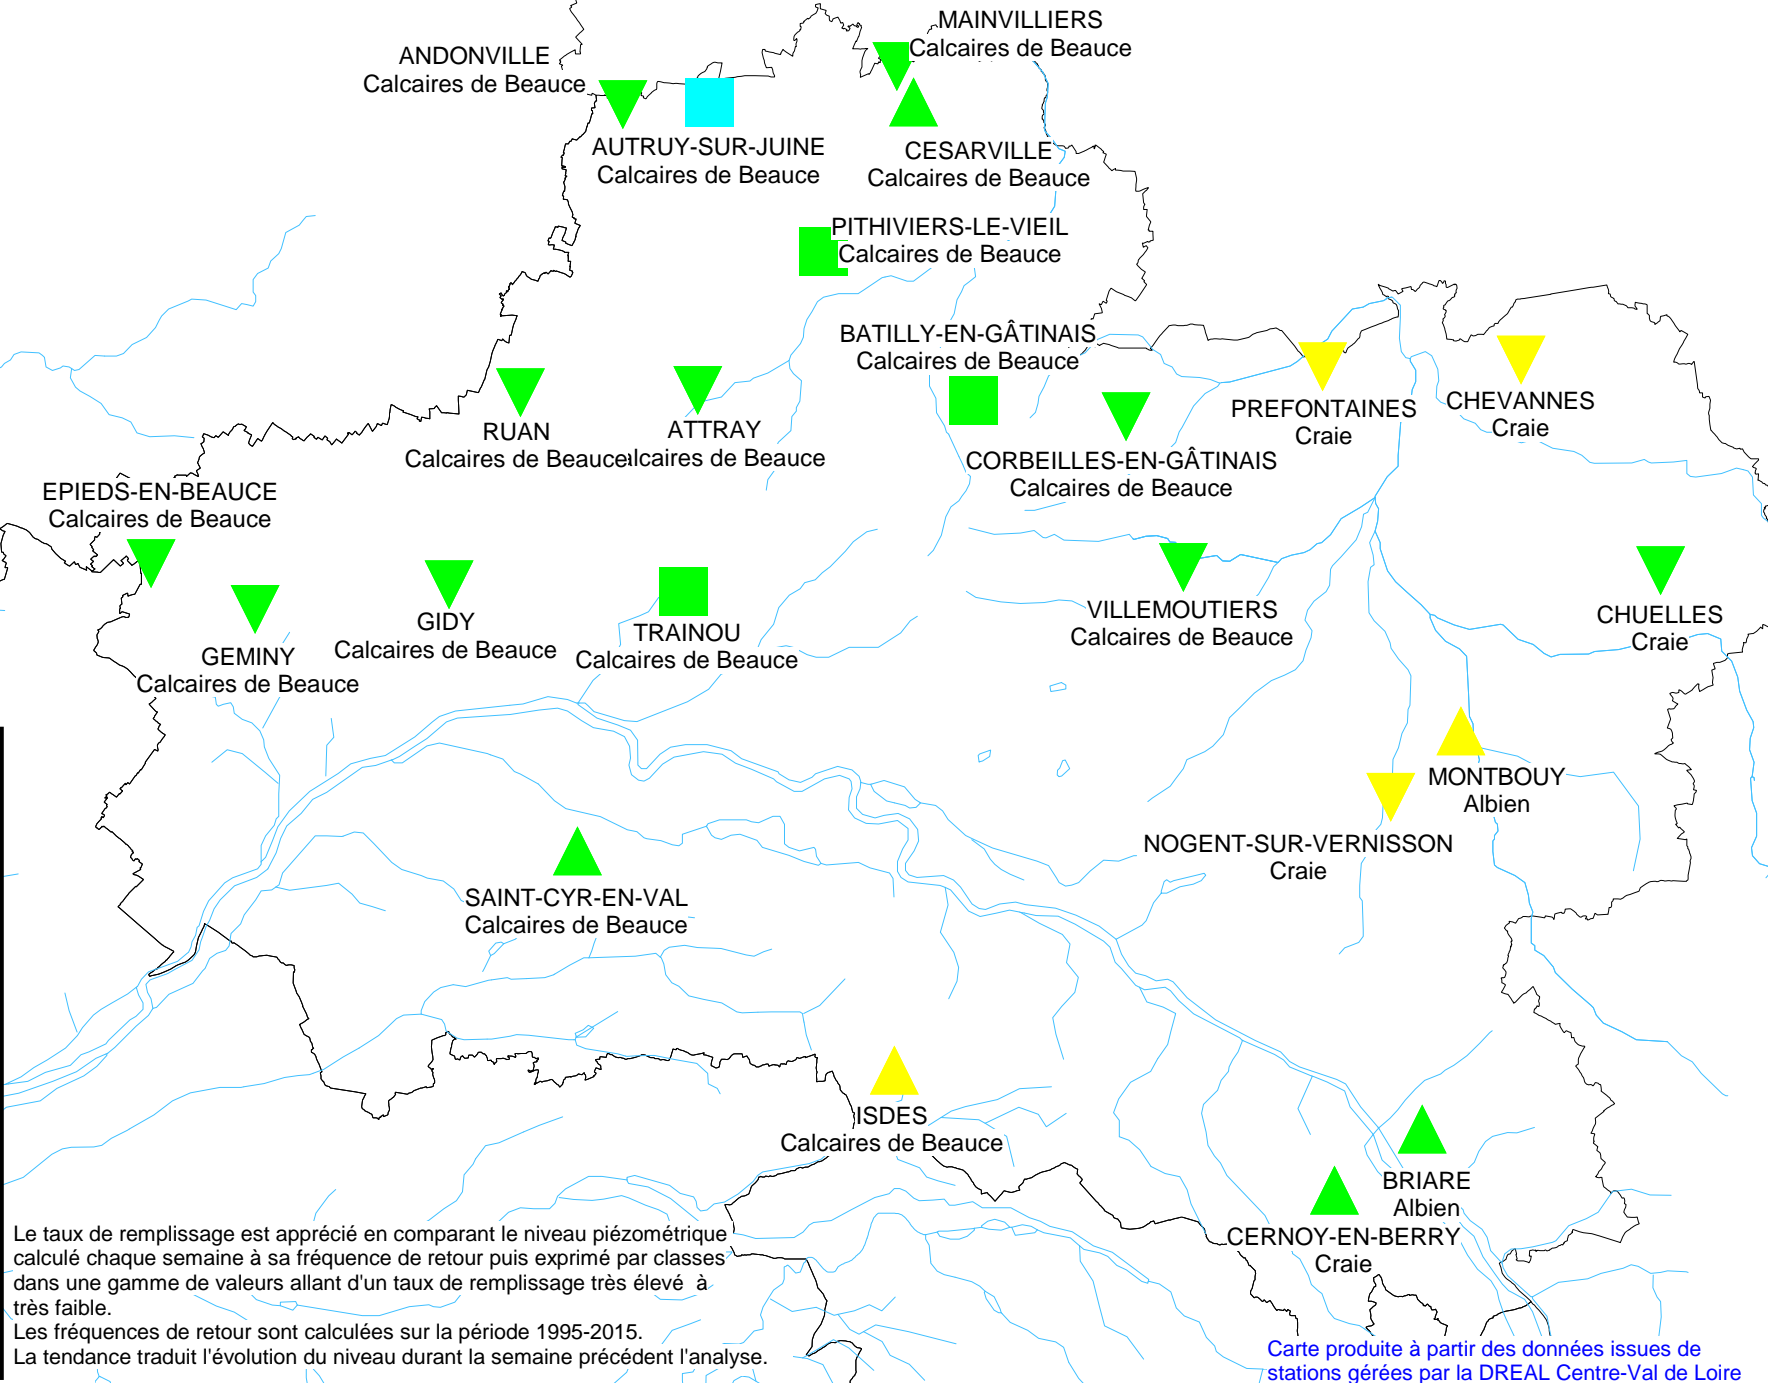 MAINVILLIERS
Calcaires de Beauce
ANDONVILLE
Calcaires de Beauce
AUTRUY-SUR-JUINE
Calcaires de Beauce
CESARVILLE
Calcaires de Beauce
PITHIVIERS-LE-VIEIL
Calcaires de Beauce
BATILLY-EN-GÂTINAIS
Calcaires de Beauce
PREFONTAINES
Craie
CHEVANNES
Craie
RUAN
Calcaires de Beauce
ATTRAY
lcaires de Beauce
CORBEILLES-EN-GÂTINAIS
Calcaires de Beauce
EPIEDS-EN-BEAUCE
Calcaires de Beauce
GIDY
Calcaires de Beauce
TRAINOU
Calcaires de Beauce
VILLEMOUTIERS
Calcaires de Beauce
CHUELLES
Craie
GEMINY
Calcaires de Beauce
MONTBOUY
Albien
NOGENT-SUR-VERNISSON
Craie
SAINT-CYR-EN-VAL
Calcaires de Beauce
ISDES
Calcaires de Beauce
BRIARE
Albien
CERNOY-EN-BERRY
Craie
Le taux de remplissage est apprécié en comparant le niveau piézométrique
calculé chaque semaine à sa fréquence de retour puis exprimé par classes
dans une gamme de valeurs allant d'un taux de remplissage très élevé à
très faible.
Les fréquences de retour sont calculées sur la période 1995-2015.
La tendance traduit l'évolution du niveau durant la semaine précédent l'analyse.
Carte produite à partir des données issues de
stations gérées par la DREAL Centre-Val de Loire